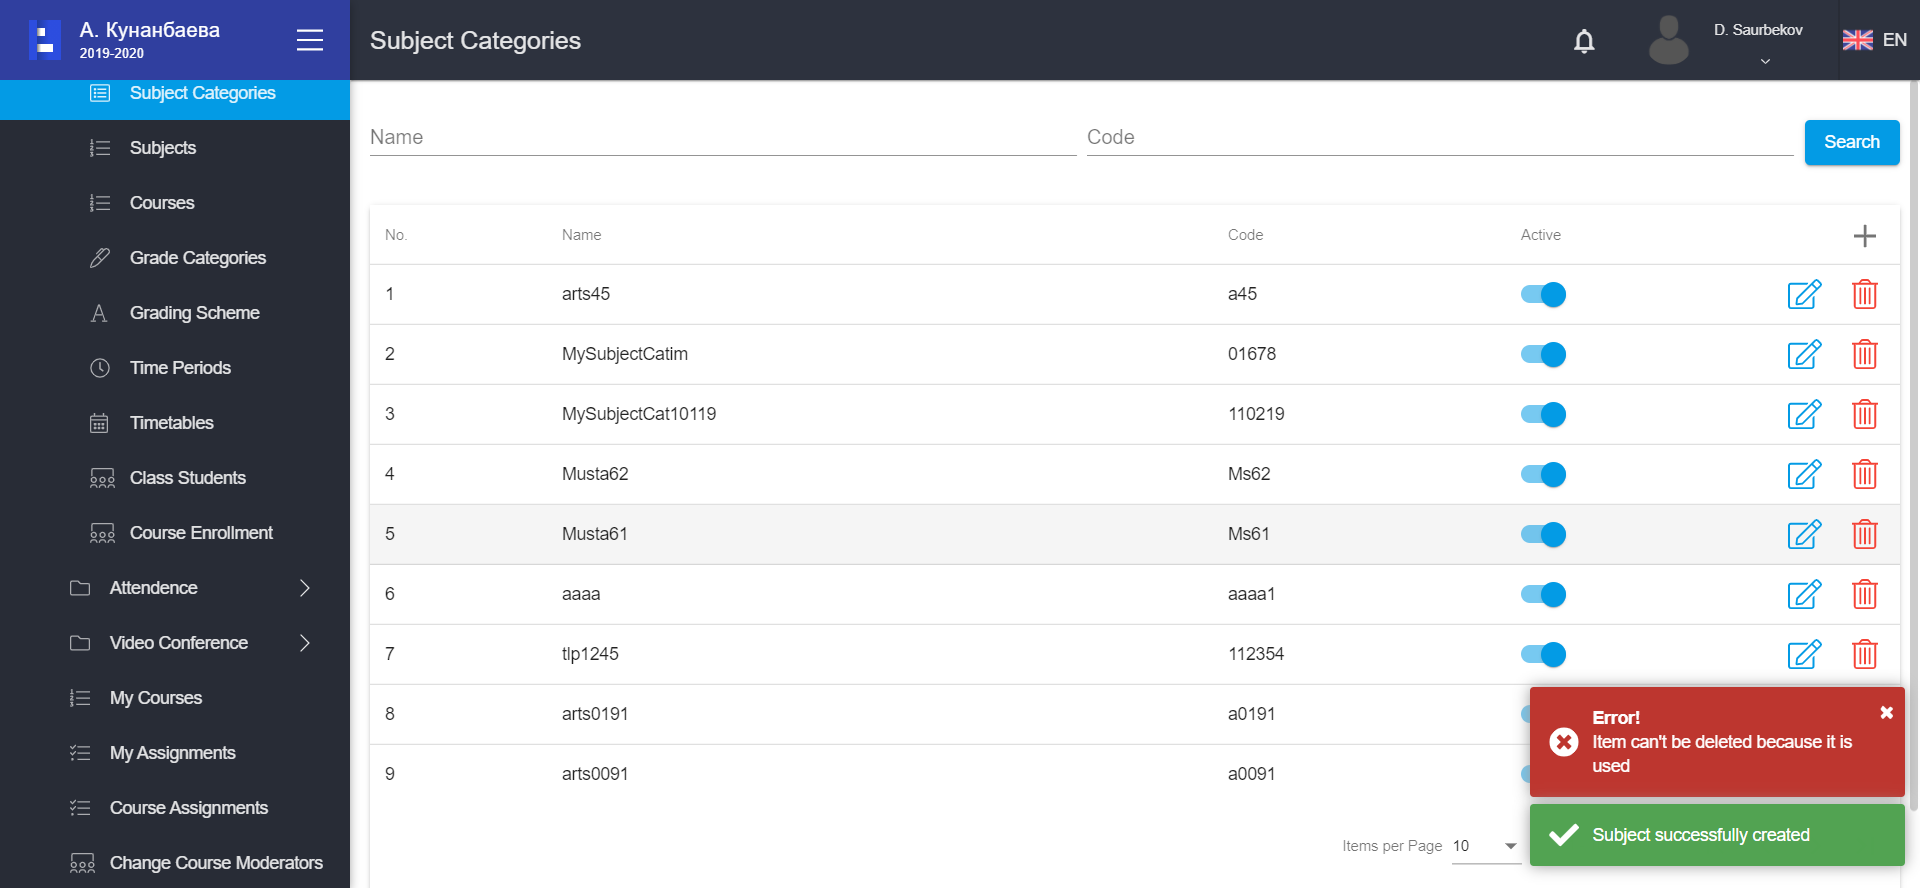 А. Кунанбаева
2019-2020
Subject Categories
D. Saurbekov
EN
Subject Categories
Subjects
Courses
Grade Categories
Grading Scheme
Time Periods
Timetables
Class Students
Course Enrollment
Attendence
Video Conference
My Courses
My Assignments
Course Assignments
Change Course Moderators
Name Code Search
No. Name Code Active
1 arts45 a45
2 MySubjectCatim 01678
3 MySubjectCat10119 110219
4 Musta62 Ms62
5 Musta61 Ms61
6 aaaa aaaa1
7 tlp1245 112354
8 arts0191 a0191
9 arts0091 a0091
Items per Page 10
Error!
Item can't be deleted because it is
used
Subject successfully created